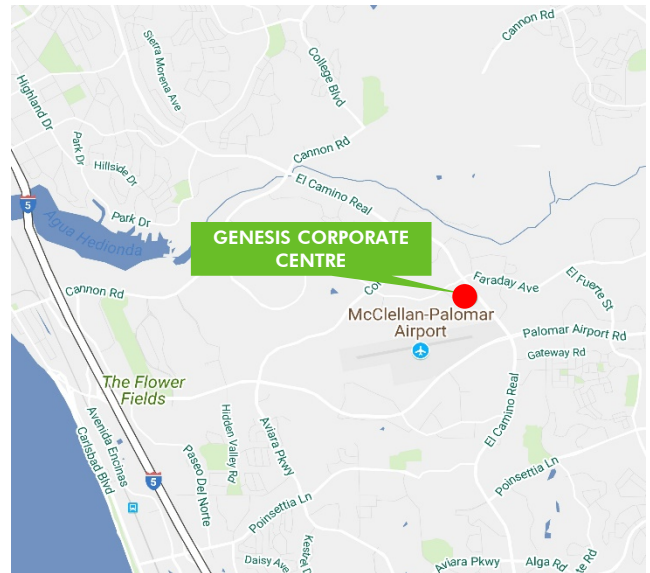 Cannon Rd
Sierra Morena Ave
College Blvd
Highland Dr
Cannon Rd
Park Dr
Hillside
Dr
El Camino Real
5
Park Dr
Agua Hedionda
GENESIS CORPORATE
CENTRE
Faraday Ave
El Fuerte St
Cannon Rd
McClellan-Palomar
Airport
Palomar Airport Rd
Gateway Rd
The Flower
Fields
El Camino Real
Hidden Valley Rd
Aviara Pkwy
Avenida Encinas
Carlsbad Blvd
Paseo Del Norte
5
Poinsettia Ln
Poinsettia Ln
Daisy Ave
Aviara Pkwy
Alga Rd